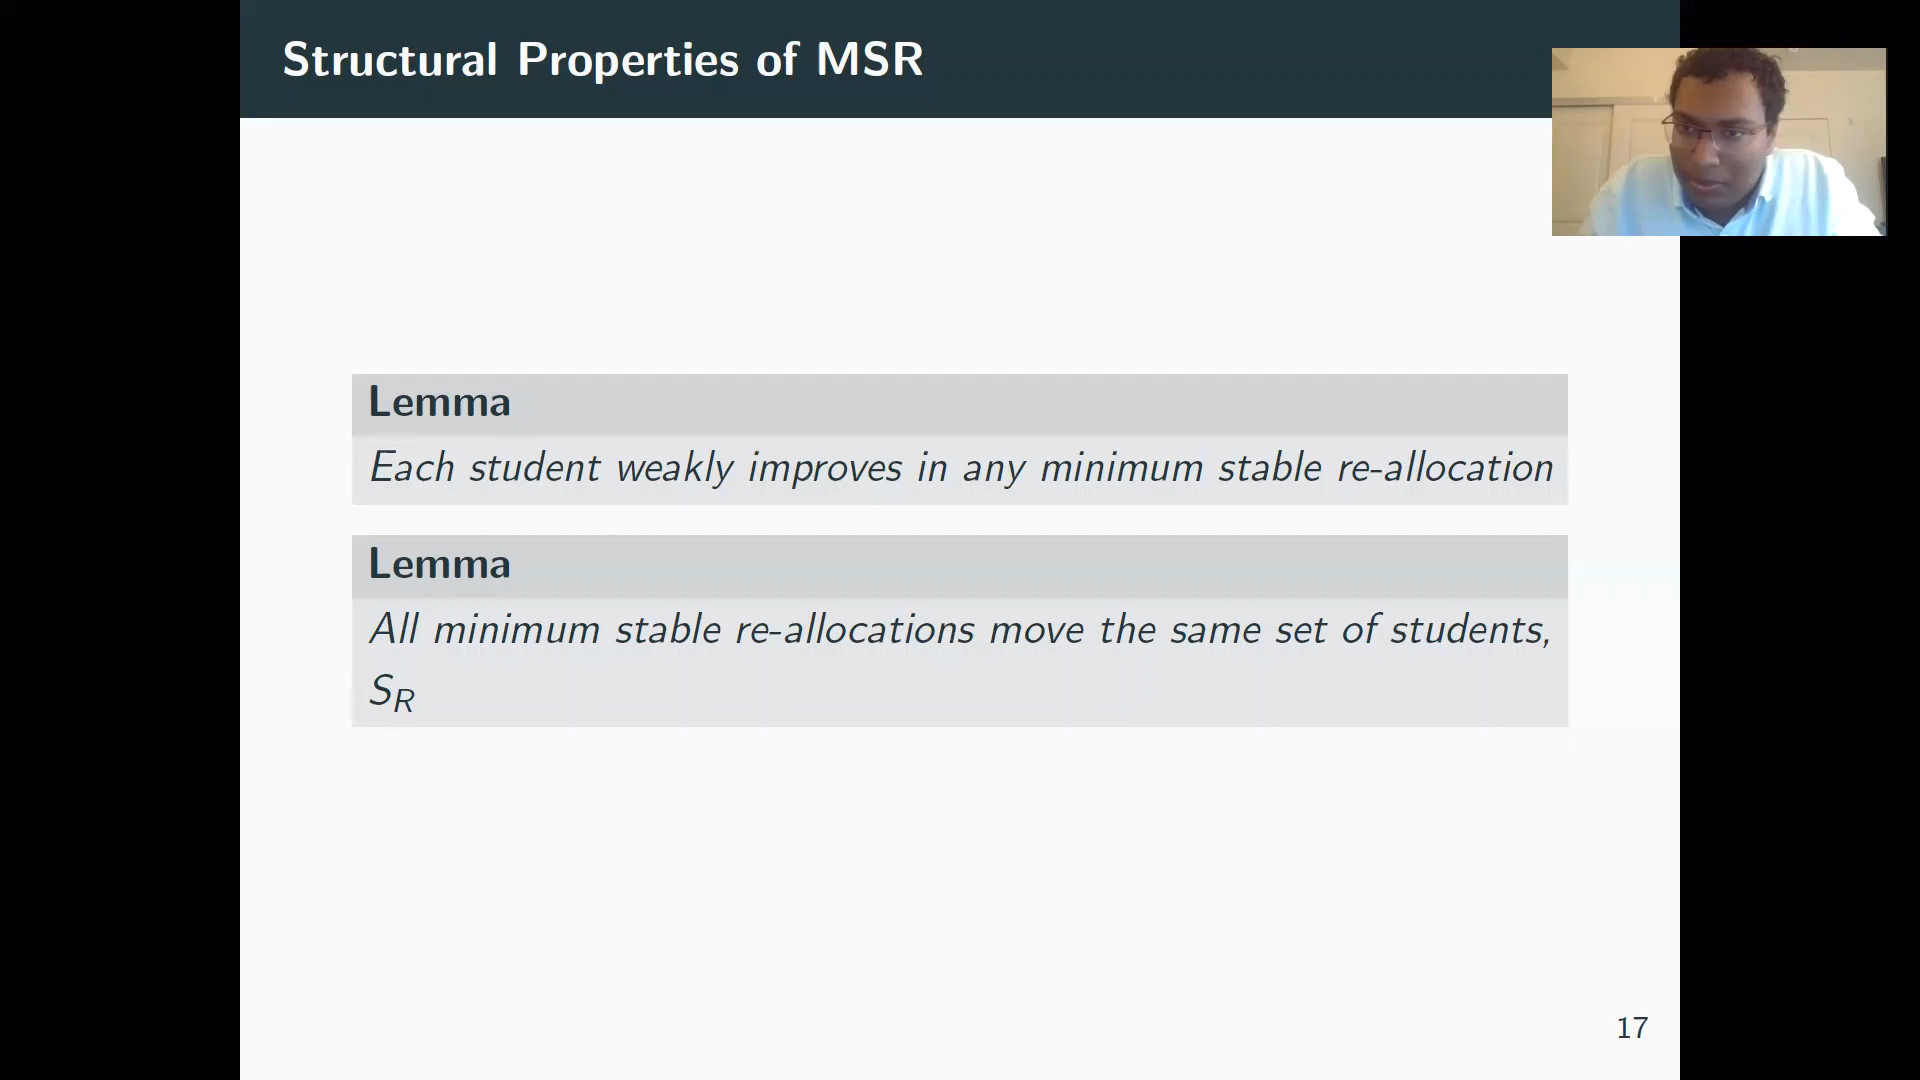 Structural Properties of MSR
Lemma
Each student weakly improves in any minimum stable re-allocation
Lemma
All minimum stable re-allocations move the same set of students,
S_R
17